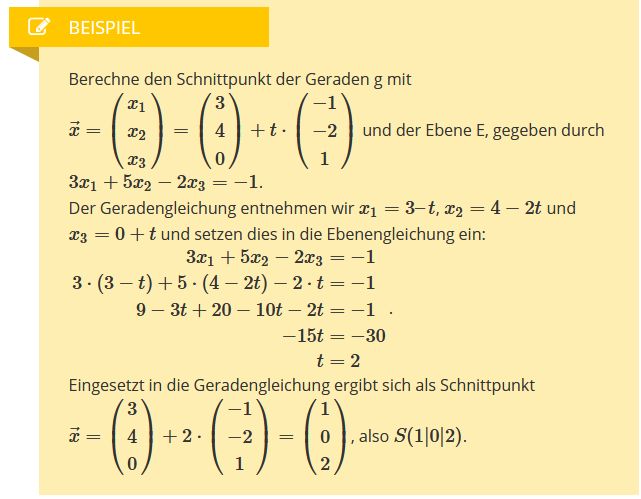 BEISPIEL
Berechne den Schnittpunkt der Geraden g mit
$\vec{x} = \begin{pmatrix} x_1 \\ x_2 \\ x_3 \end{pmatrix} = \begin{pmatrix} 3 \\ 4 \\ 0 \end{pmatrix} + t \cdot \begin{pmatrix} -1 \\ -2 \\ 1 \end{pmatrix}$ und der Ebene E, gegeben durch
$3x_1 + 5x_2 - 2x_3 = -1$.
Der Geradengleichung entnehmen wir $x_1 = 3 – t$, $x_2 = 4 - 2t$ und
$x_3 = 0 + t$ und setzen dies in die Ebenengleichung ein:
$3x_1 + 5x_2 - 2x_3 = -1$
$3 \cdot (3 - t) + 5 \cdot (4 - 2t) - 2 \cdot t = -1$
$9 - 3t + 20 - 10t - 2t = -1$ .
$-15t = -30$
$t = 2$
Eingesetzt in die Geradengleichung ergibt sich als Schnittpunkt
$\vec{x} = \begin{pmatrix} 3 \\ 4 \\ 0 \end{pmatrix} + 2 \cdot \begin{pmatrix} -1 \\ -2 \\ 1 \end{pmatrix} = \begin{pmatrix} 1 \\ 0 \\ 2 \end{pmatrix}$, also $S(1|0|2)$.